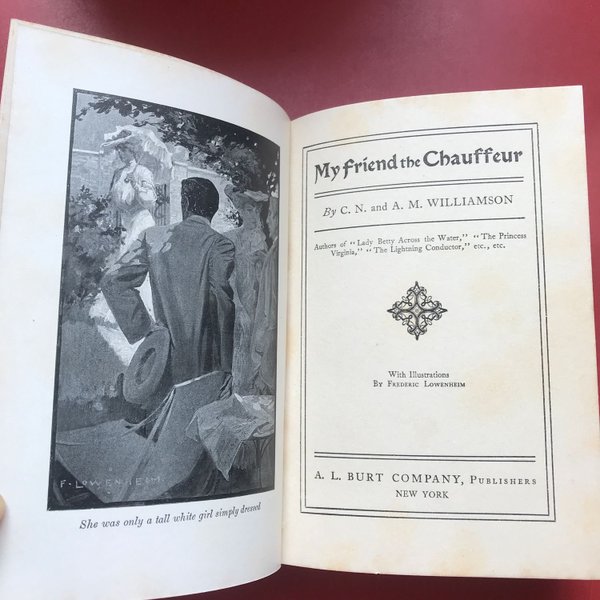 F. LOWENHEIM.
She was only a tall white girl simply dressed
My Friend the Chauffeur
By C. N. and A. M. WILLIAMSON
Authors of "Lady Betty Across the Water," "The Princess
Virginia," "The Lightning Conductor," etc., etc.
With Illustrations
By Frederic Lowenheim
A. L. BURT COMPANY, Publishers
NEW YORK